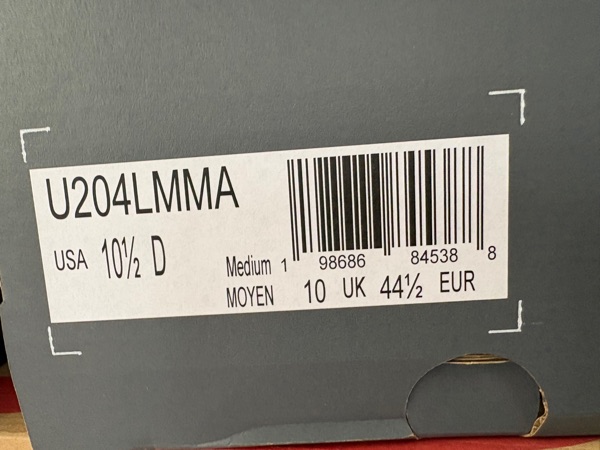 U204LMMA
USA 10½ D
Medium
MOYEN 10 UK 44½ EUR
1 98686 84538 8